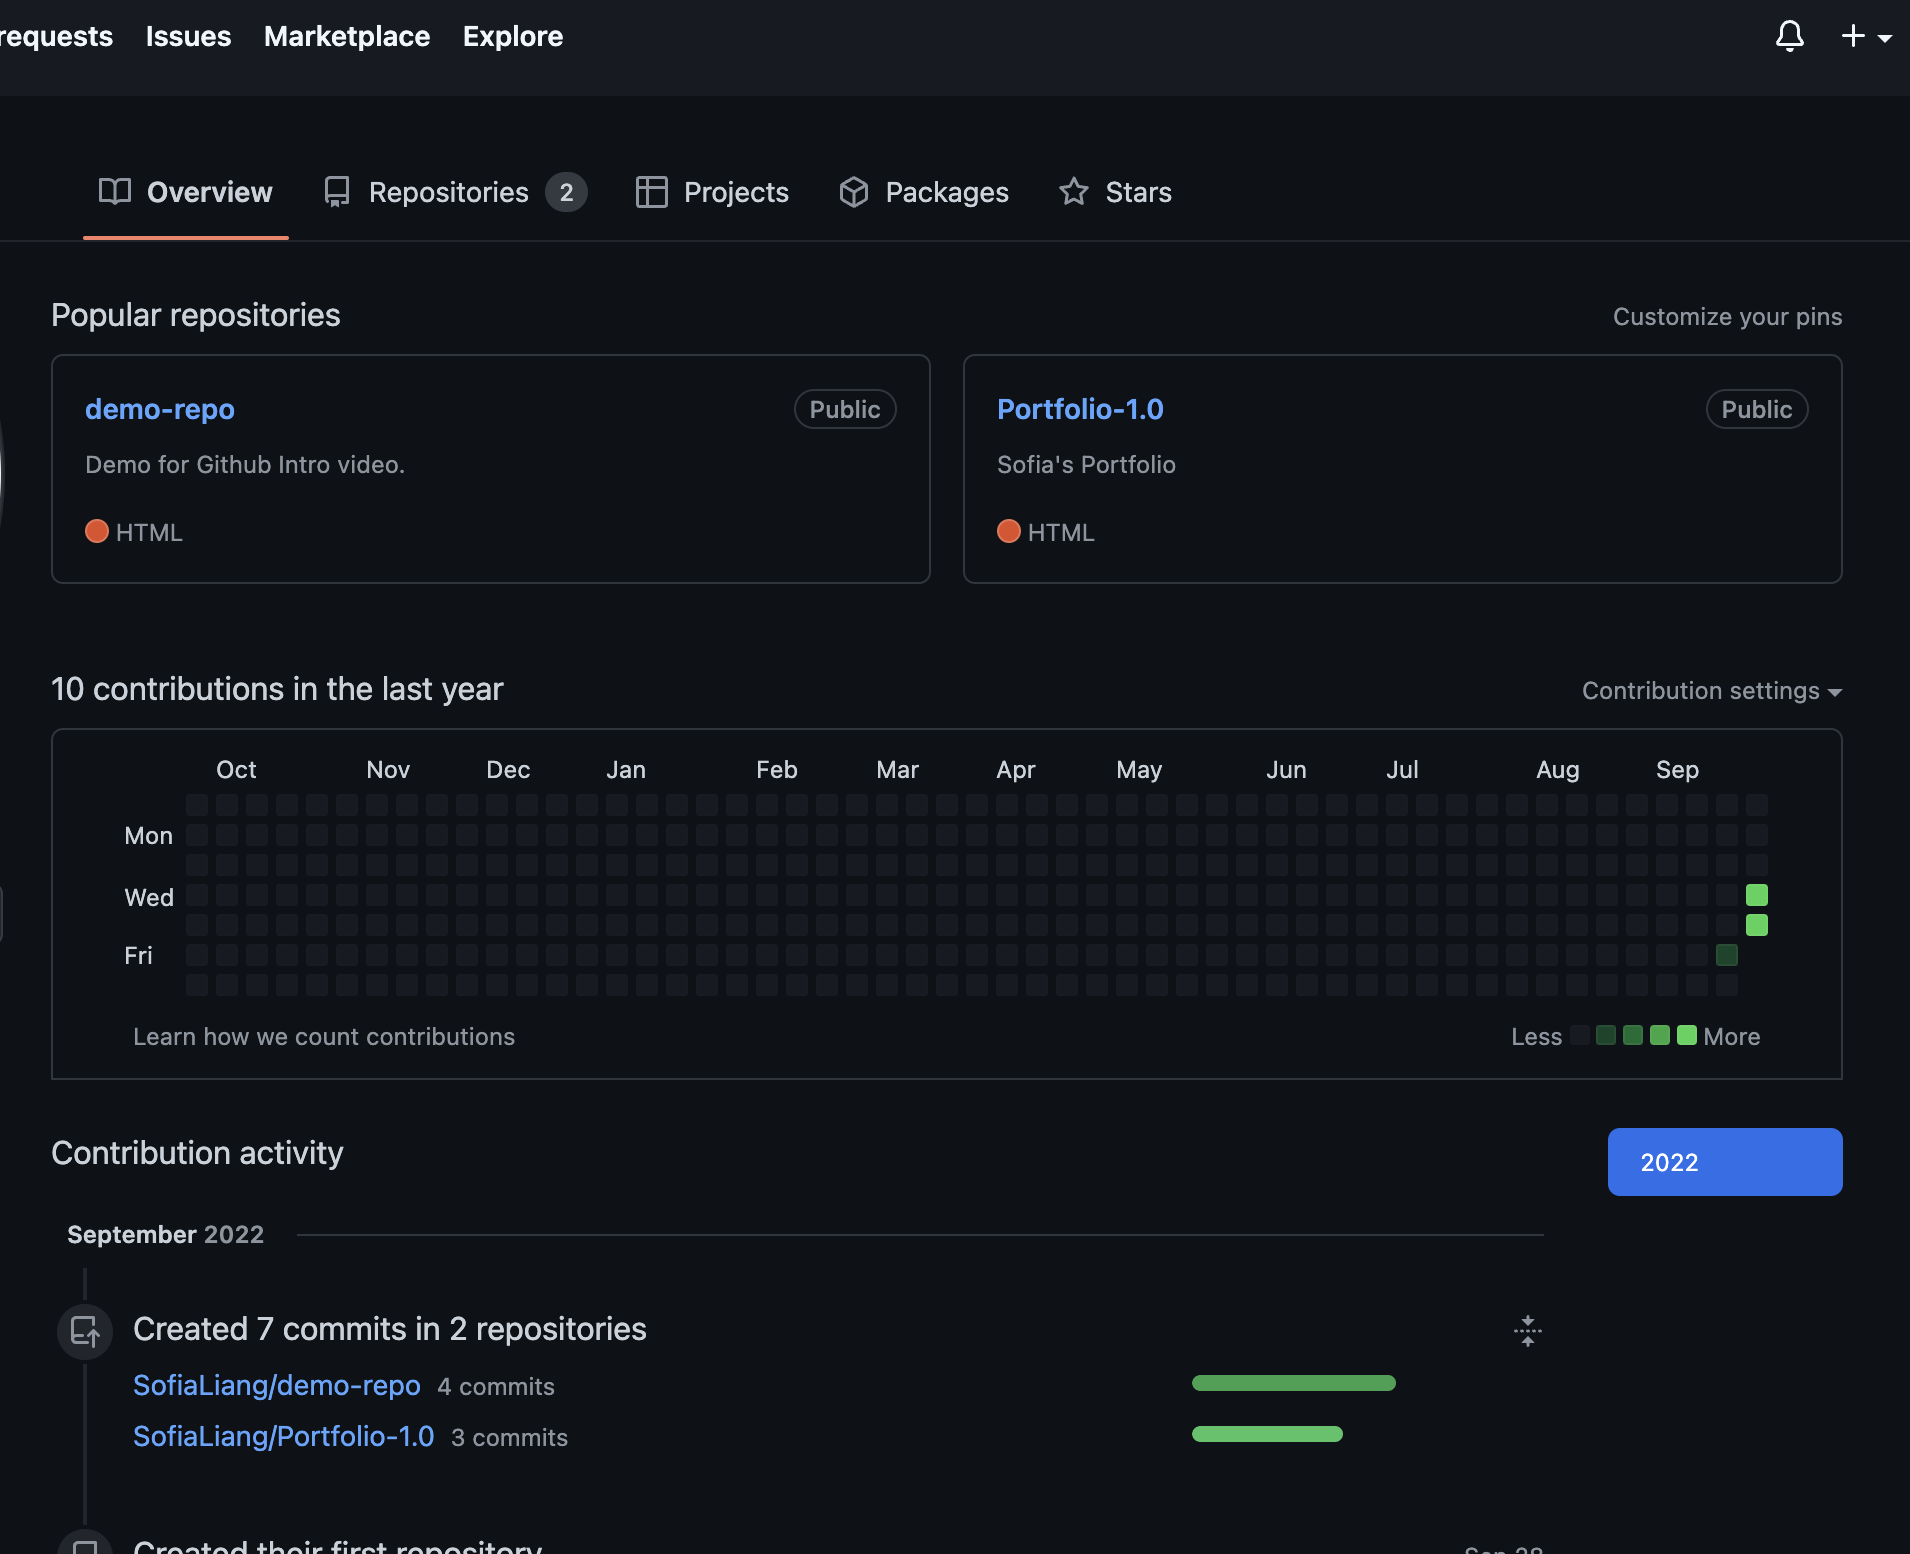 requests Issues Marketplace Explore
Overview Repositories 2 Projects Packages Stars
Popular repositories Customize your pins
demo-repo Public
Demo for Github Intro video.
HTML
Portfolio-1.0 Public
Sofia's Portfolio
HTML
10 contributions in the last year Contribution settings
Oct Nov Dec Jan Feb Mar Apr May Jun Jul Aug Sep
Mon
Wed
Fri
Learn how we count contributions Less More
Contribution activity 2022
September 2022
Created 7 commits in 2 repositories
SofiaLiang/demo-repo 4 commits
SofiaLiang/Portfolio-1.0 3 commits
Created their first repository